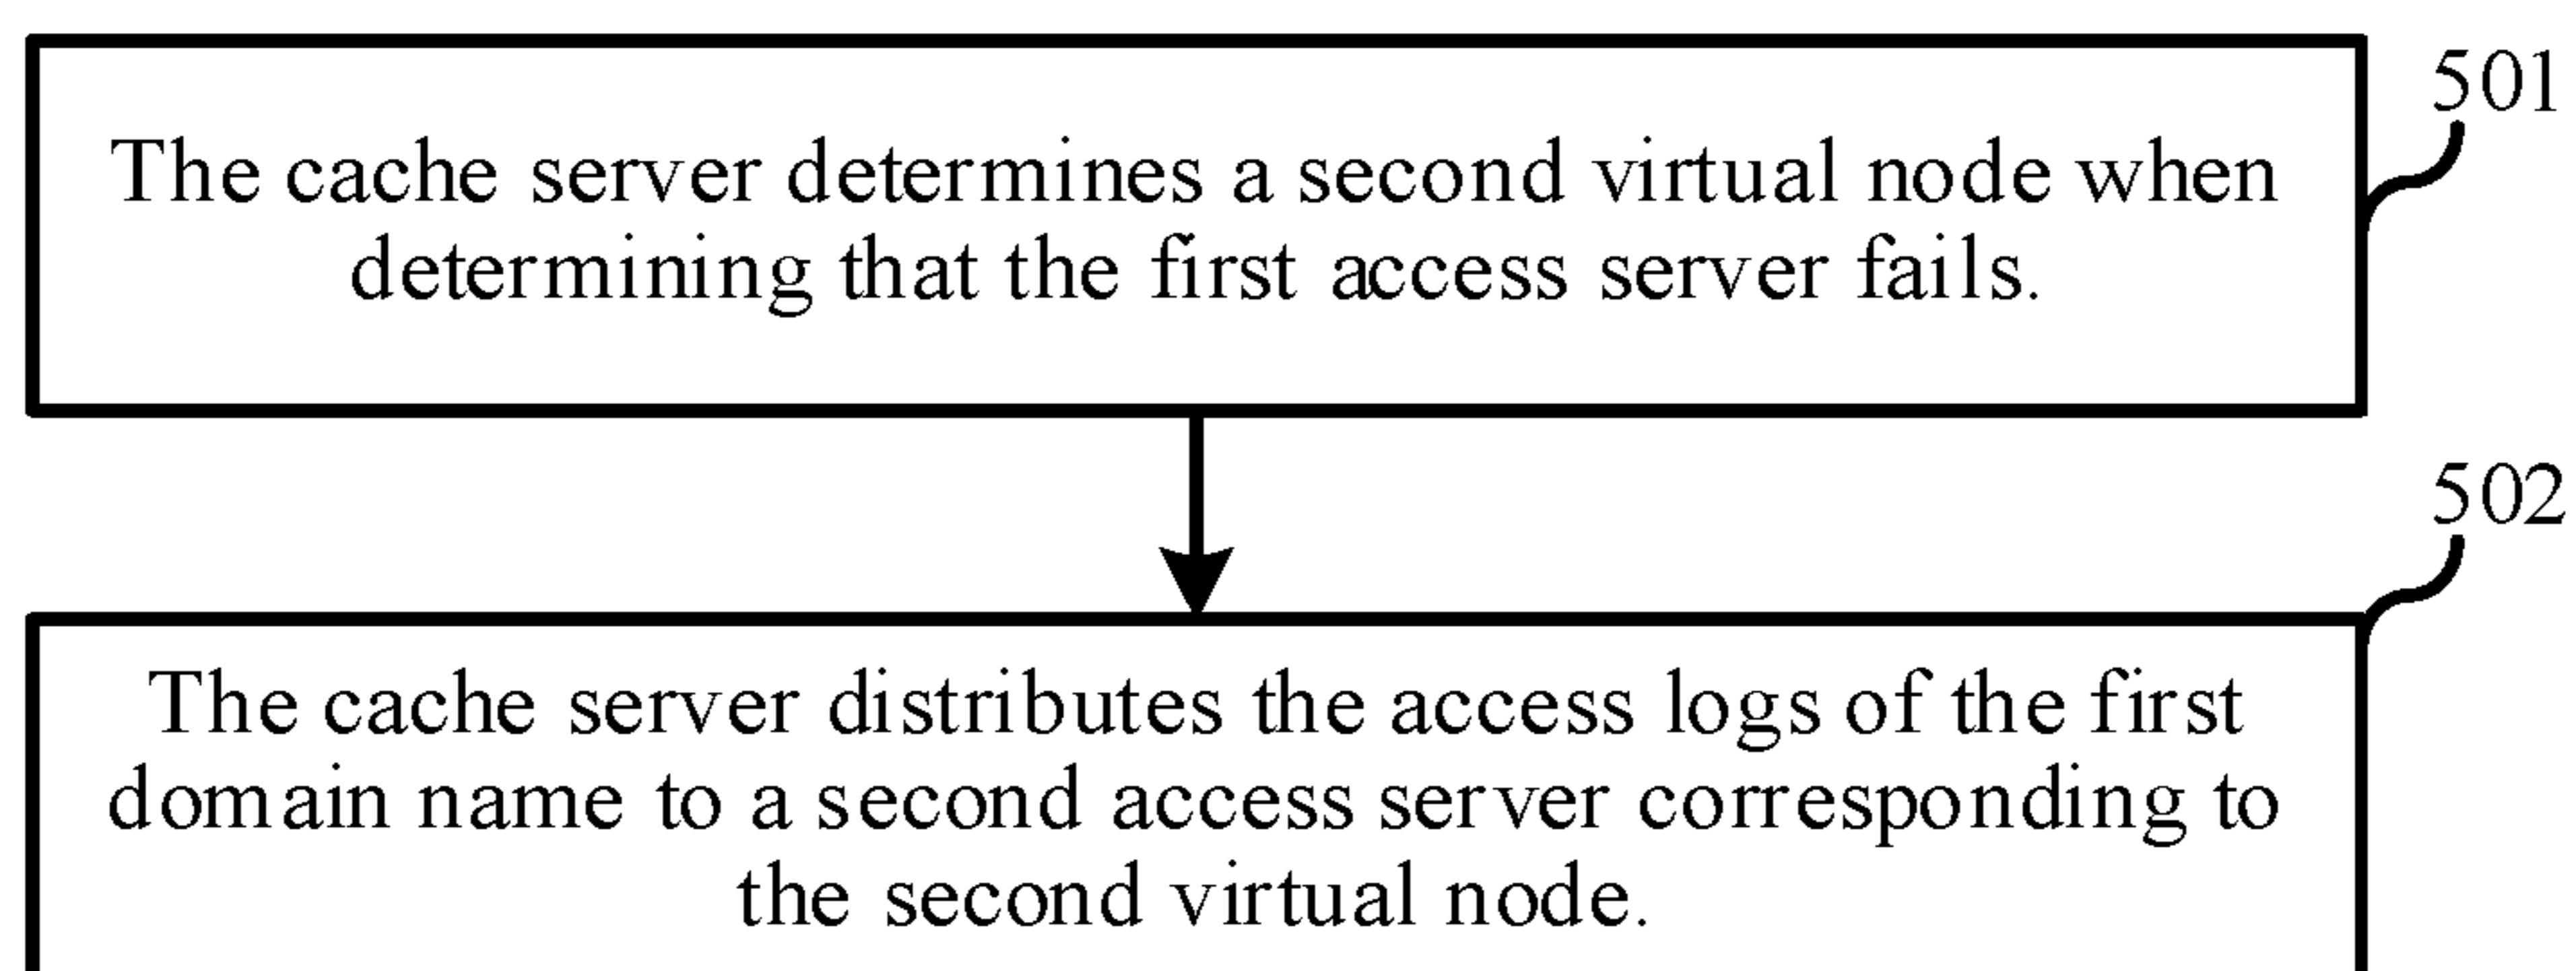 501
The cache server determines a second virtual node when
determining that the first access server fails.
502
The cache server distributes the access logs of the first
domain name to a second access server corresponding to
the second virtual node.